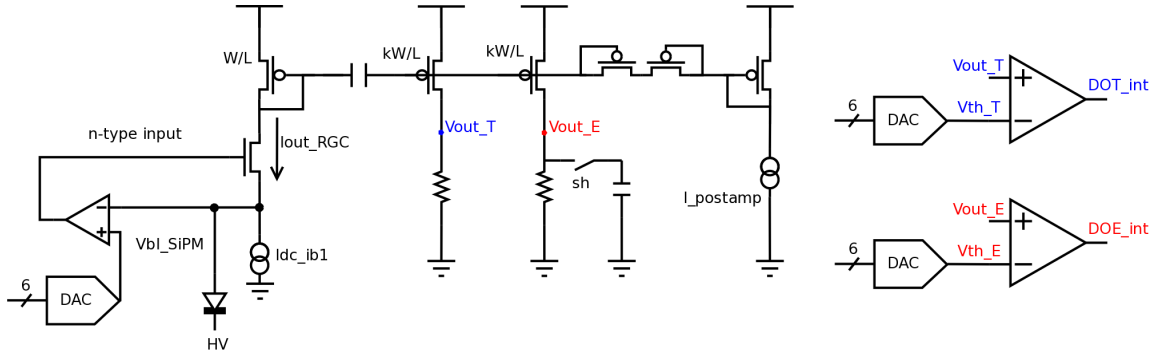 W/L
kW/L
kW/L
n-type input
Iout_RGC
Vout_T
Vout_E
sh
I_postamp
Vbl_SiPM
Idc_ib1
6
DAC
HV
Vout_T
6
DAC
Vth_T
DOT_int
Vout_E
6
DAC
Vth_E
DOE_int